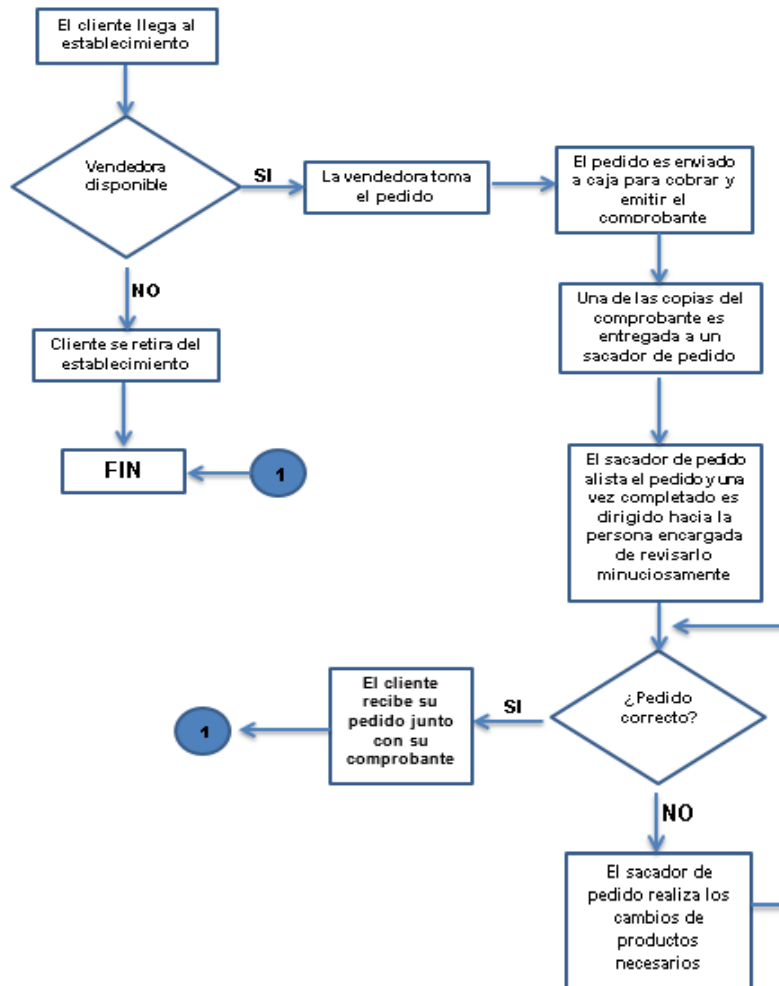 El cliente llega al
establecimiento
Vendedora
disponible
SI
La vendedora toma
el pedido
El pedido es enviado
a caja para cobrar y
emitir el
comprobante
NO
Una de las copias del
comprobante es
entregada a un
sacador de pedido
Cliente se retira del
establecimiento
FIN
1
El sacador de pedido
alista el pedido y una
vez completado es
dirigido hacia la
persona encargada
de revisarlo
minuciosamente
¿Pedido
correcto?
SI
El cliente
recibe su
pedido junto
con su
comprobante
1
NO
El sacador de
pedido realiza los
cambios de
productos
necesarios